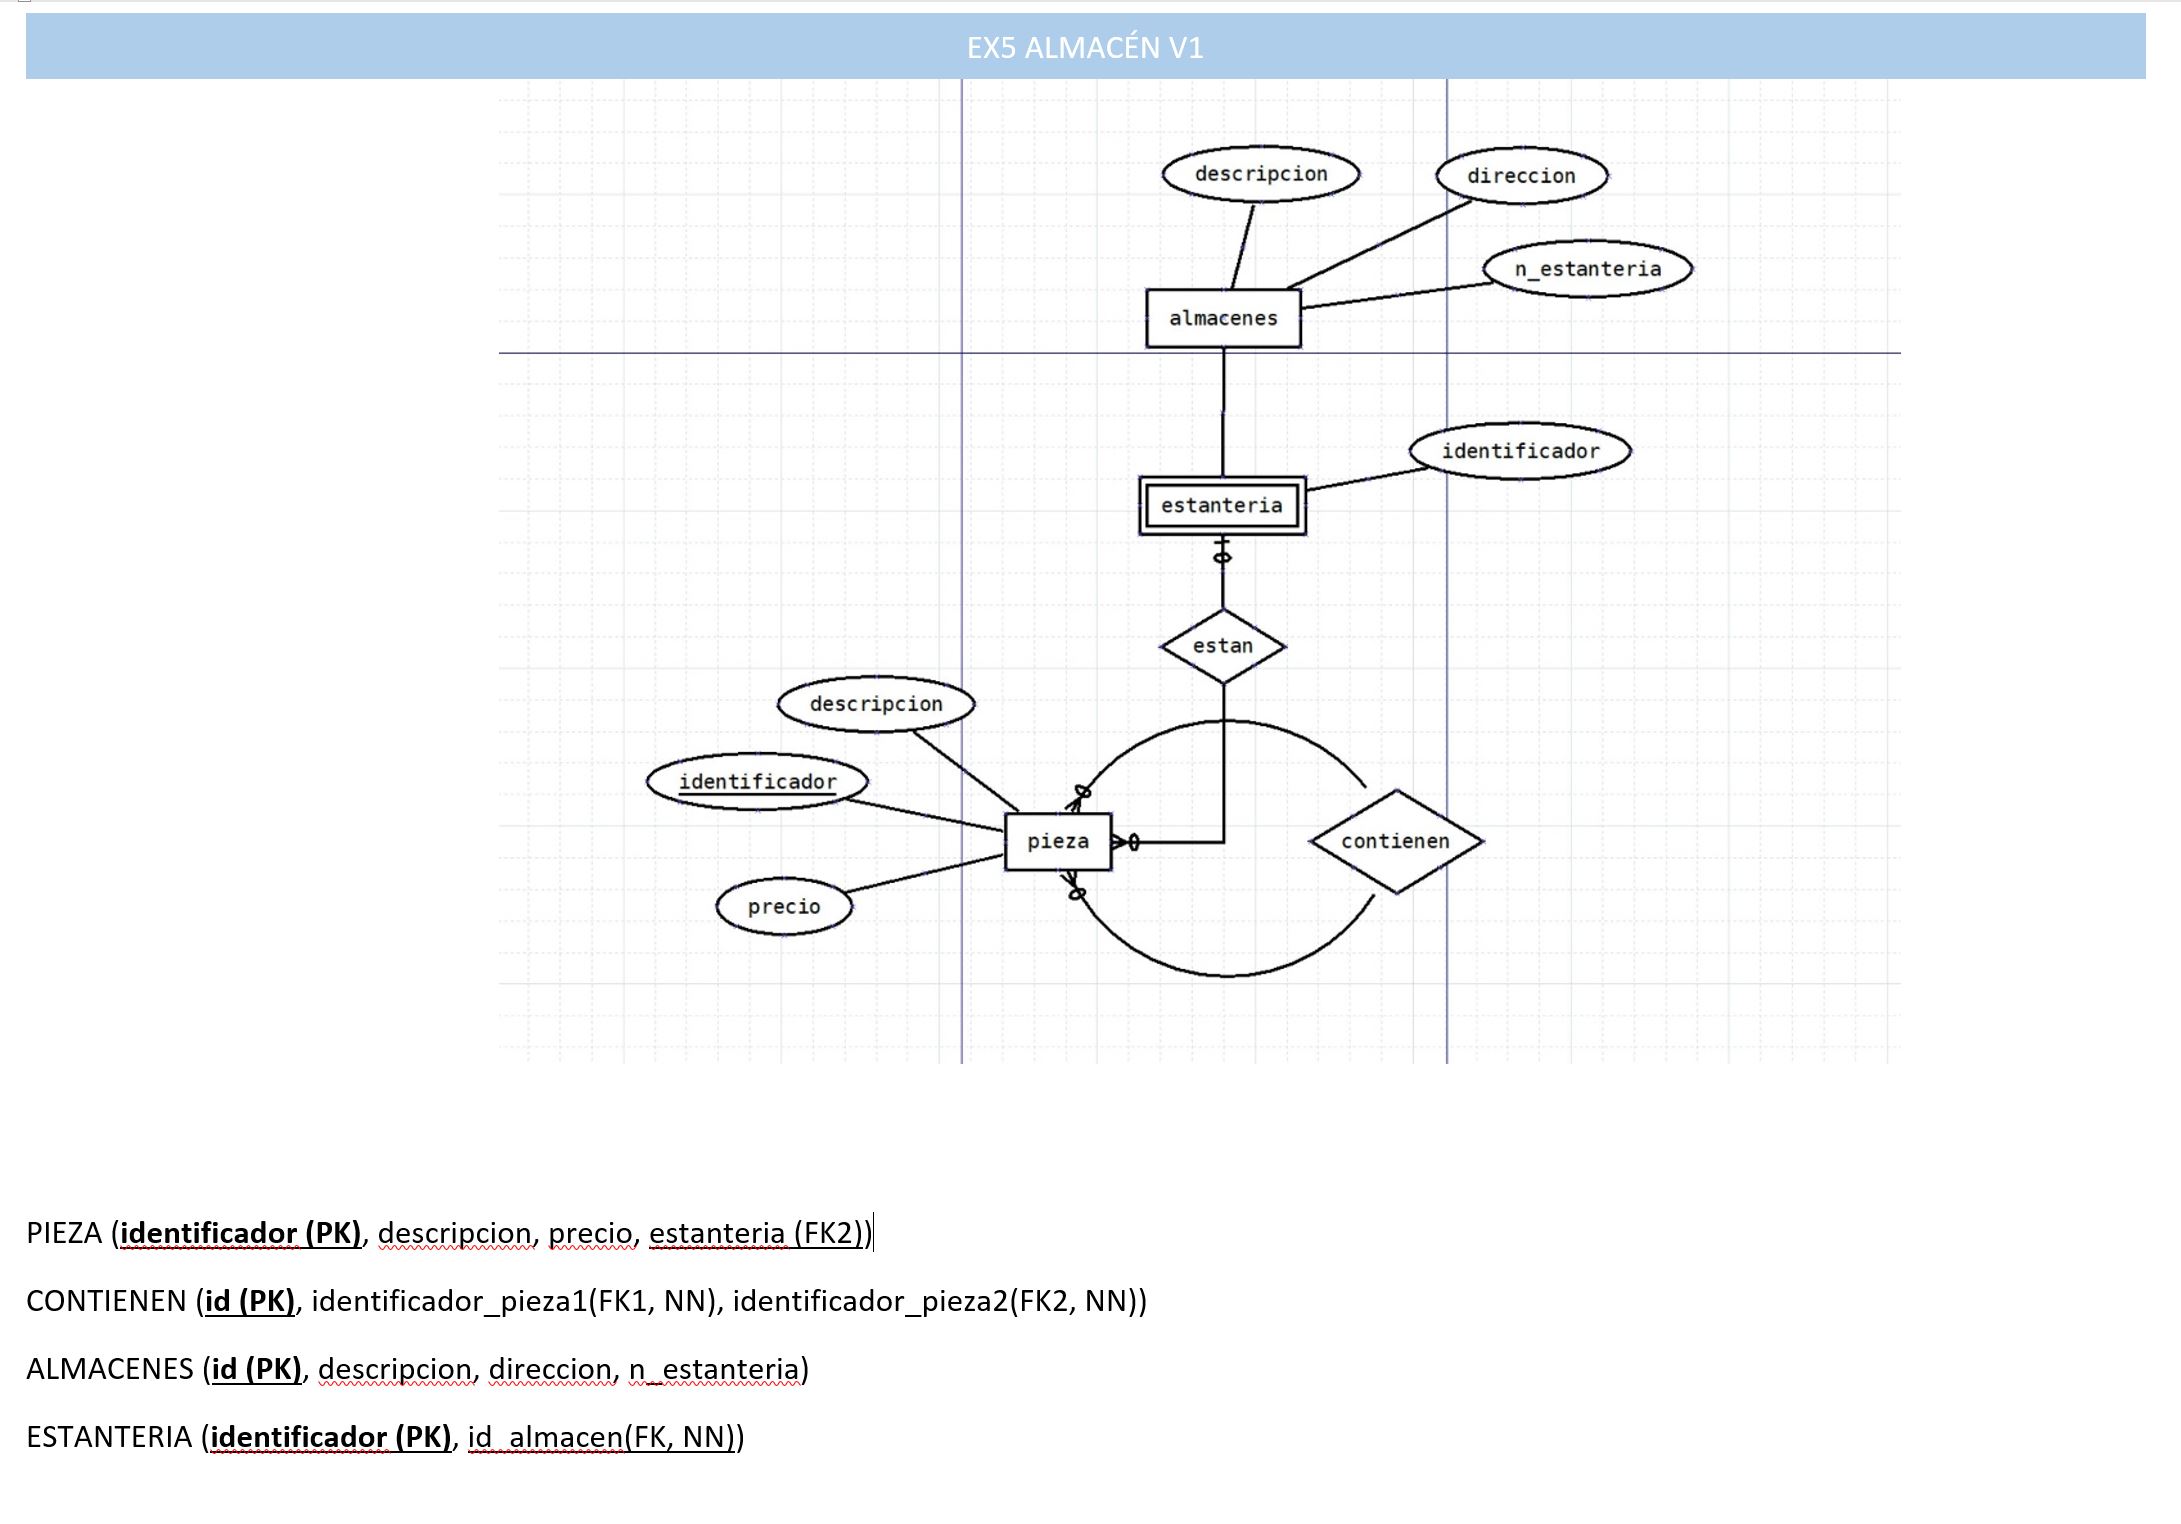 EX5 ALMACÉN V1
descripcion
direccion
n_estanteria
almacenes
identificador
estanteria
estan
descripcion
identificador
pieza
contienen
precio
PIEZA (identificador (PK), descripcion, precio, estanteria (FK2))
CONTIENEN (id (PK), identificador_pieza1(FK1, NN), identificador_pieza2(FK2, NN))
ALMACENES (id (PK), descripcion, direccion, n_estanteria)
ESTANTERIA (identificador (PK), id_almacen(FK, NN))